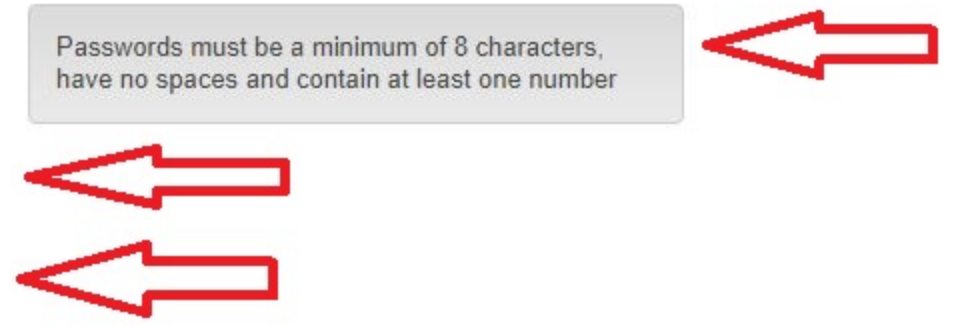 Passwords must be a minimum of 8 characters,
have no spaces and contain at least one number